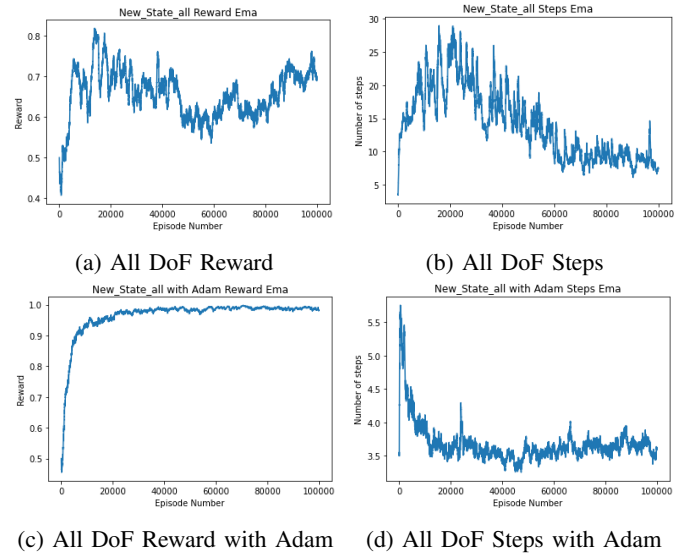 New_State_all Reward Ema
0.8
0.7
0.6
0.5
0.4
Reward
0
20000
40000
60000
80000
100000
Episode Number
(a) All DoF Reward
New_State_all Steps Ema
30
25
20
15
10
5
Number of steps
0
20000
40000
60000
80000
100000
Episode Number
(b) All DoF Steps
New_State_all with Adam Reward Ema
1.0
0.9
0.8
0.7
0.6
0.5
Reward
0
20000
40000
60000
80000
100000
Episode Number
(c) All DoF Reward with Adam
New_State_all with Adam Steps Ema
5.5
5.0
4.5
4.0
3.5
Number of steps
0
20000
40000
60000
80000
100000
Episode Number
(d) All DoF Steps with Adam